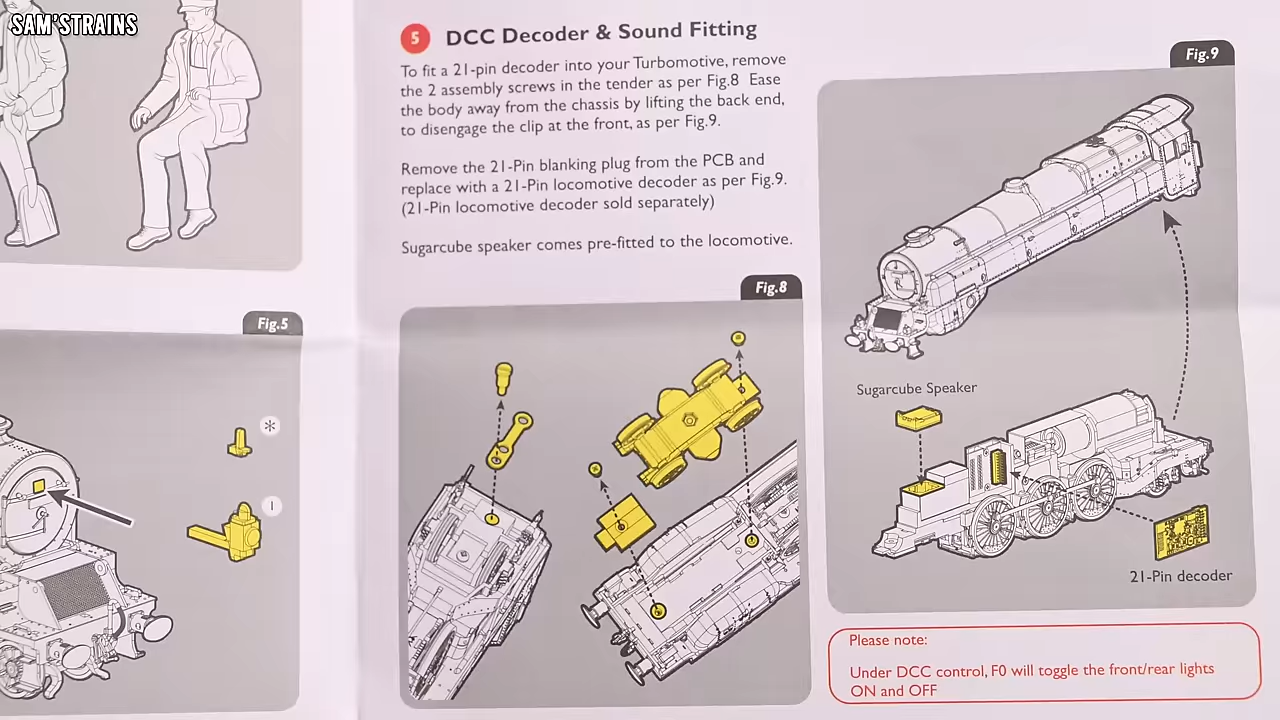 SAM'STRAINS
5 DCC Decoder & Sound Fitting
To fit a 21-pin decoder into your Turbomotive, remove
the 2 assembly screws in the tender as per Fig.8 Ease
the body away from the chassis by lifting the back end,
to disengage the clip at the front, as per Fig.9.
Remove the 21-Pin blanking plug from the PCB and
replace with a 21-Pin locomotive decoder as per Fig.9.
(21-Pin locomotive decoder sold separately)
Sugarcube speaker comes pre-fitted to the locomotive.
Fig.5
*
I
Fig.8
Fig.9
Sugarcube Speaker
21-Pin decoder
Please note:
Under DCC control, F0 will toggle the front/rear lights
ON and OFF